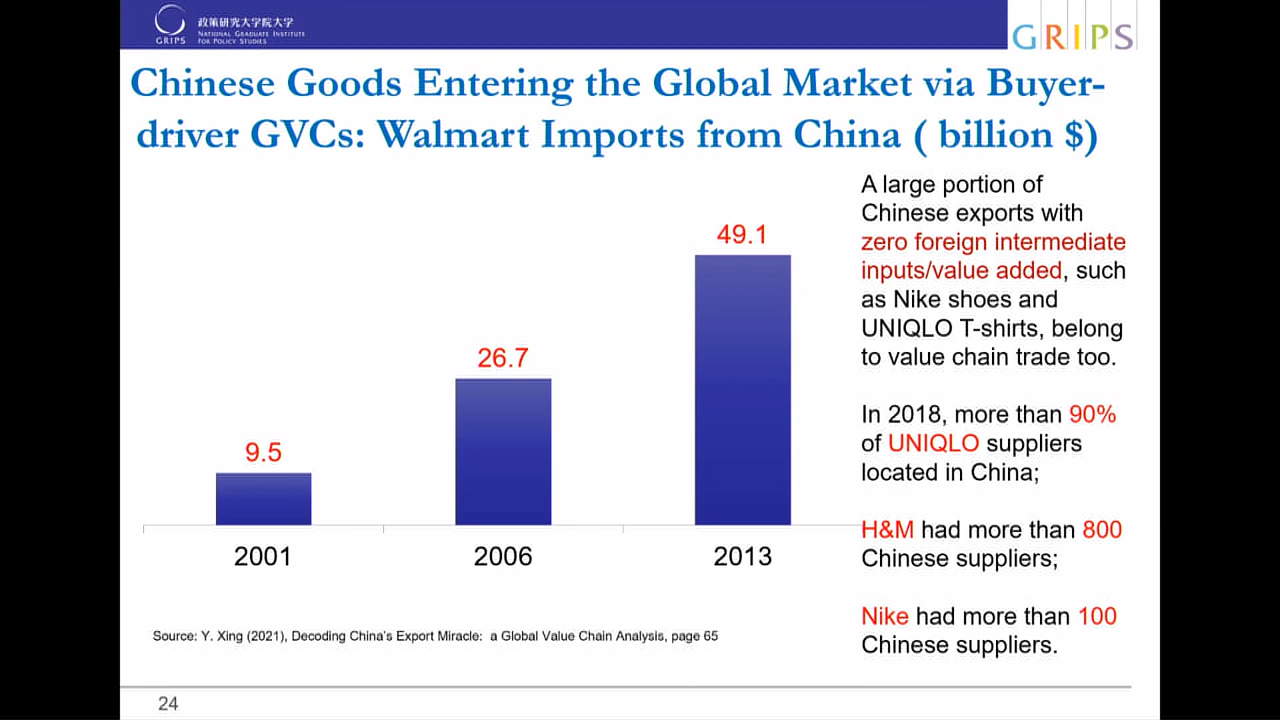 政策研究大学院大学
NATIONAL GRADUATE INSTITUTE
FOR POLICY STUDIES
GRIPS
GRIPS
Chinese Goods Entering the Global Market via Buyer-
driver GVCs: Walmart Imports from China ( billion $)
9.5
26.7
49.1
2001
2006
2013
A large portion of
Chinese exports with
zero foreign intermediate
inputs/value added, such
as Nike shoes and
UNIQLO T-shirts, belong
to value chain trade too.
In 2018, more than 90%
of UNIQLO suppliers
located in China;
H&M had more than 800
Chinese suppliers;
Nike had more than 100
Chinese suppliers.
Source: Y. Xing (2021), Decoding China's Export Miracle: a Global Value Chain Analysis, page 65
24